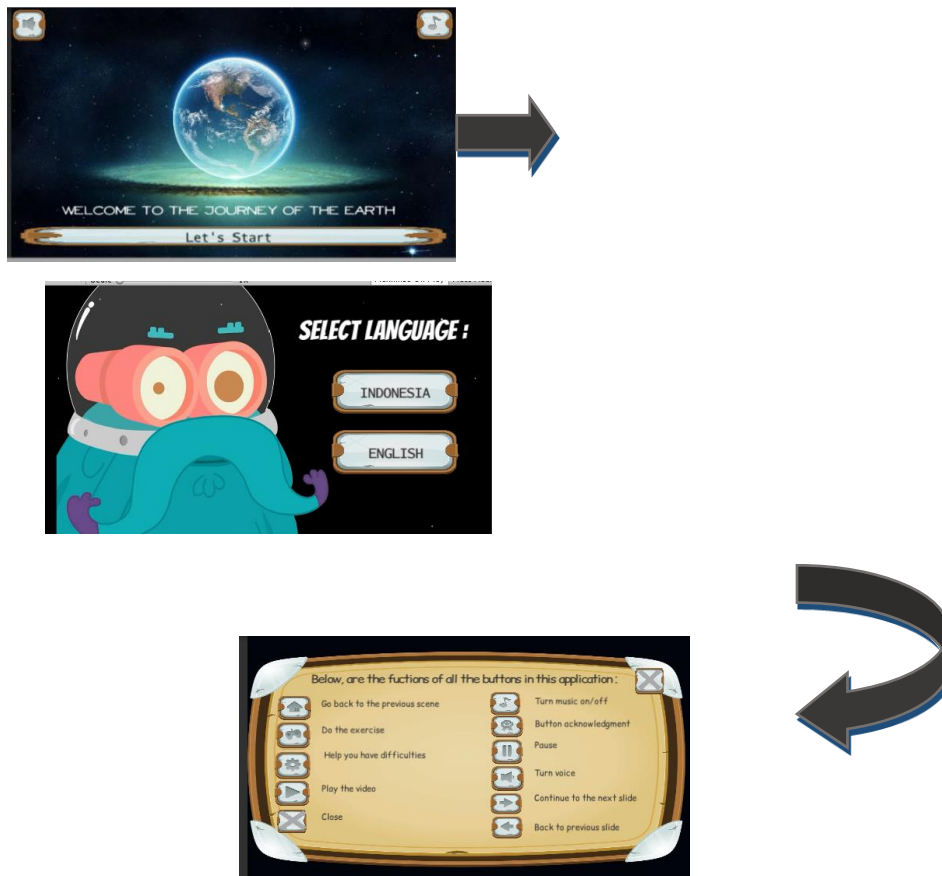 WELCOME TO THE JOURNEY OF THE EARTH
Let's Start
SELECT LANGUAGE :
INDONESIA
ENGLISH
Below, are the fuctions of all the buttons in this application :
Go back to the previous scene
Do the exercise
Help you have difficulties
Play the video
Close
Turn music on/off
Button acknowledgment
Pause
Turn voice
Continue to the next slide
Back to previous slide